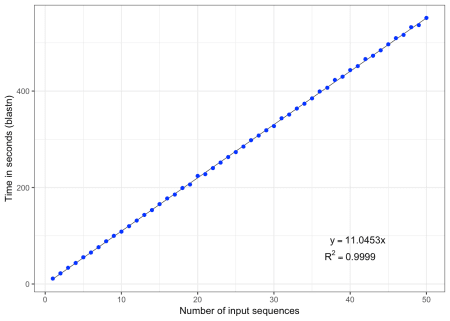 Time in seconds (blastn)
400
200
0
y = 11.0453x
R² = 0.9999
0 10 20 30 40 50
Number of input sequences